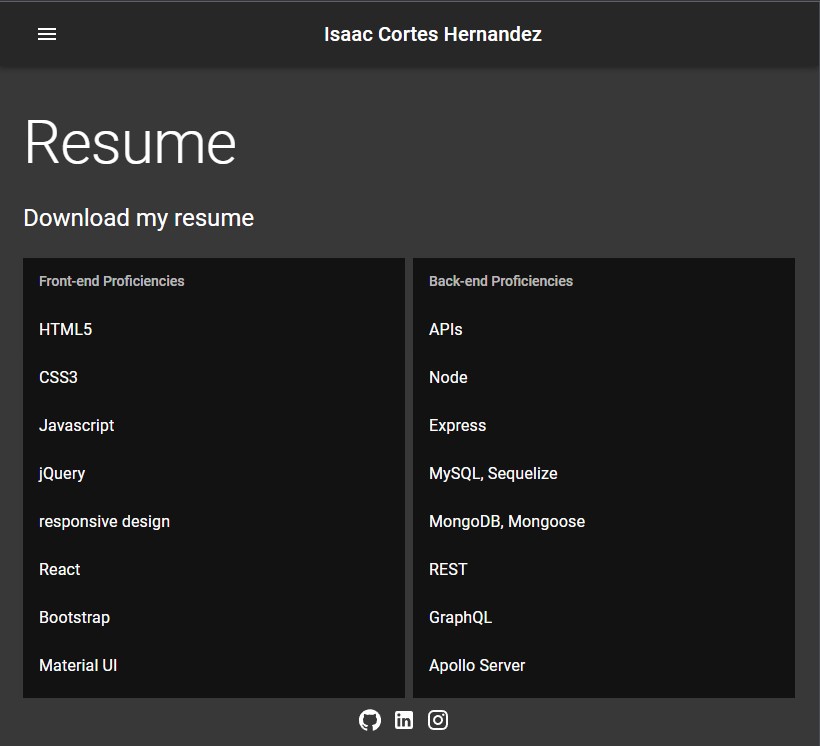 Isaac Cortes Hernandez
Resume
Download my resume
Front-end Proficiencies
HTML5
CSS3
Javascript
jQuery
responsive design
React
Bootstrap
Material UI
Back-end Proficiencies
APIs
Node
Express
MySQL, Sequelize
MongoDB, Mongoose
REST
GraphQL
Apollo Server
in